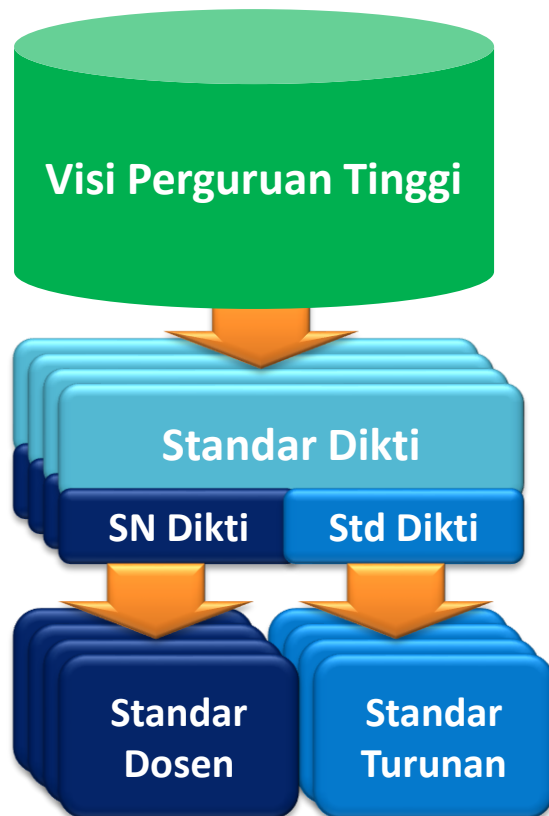 Visi Perguruan Tinggi
Standar Dikti
SN Dikti
Std Dikti
Standar
Dosen
Standar
Turunan